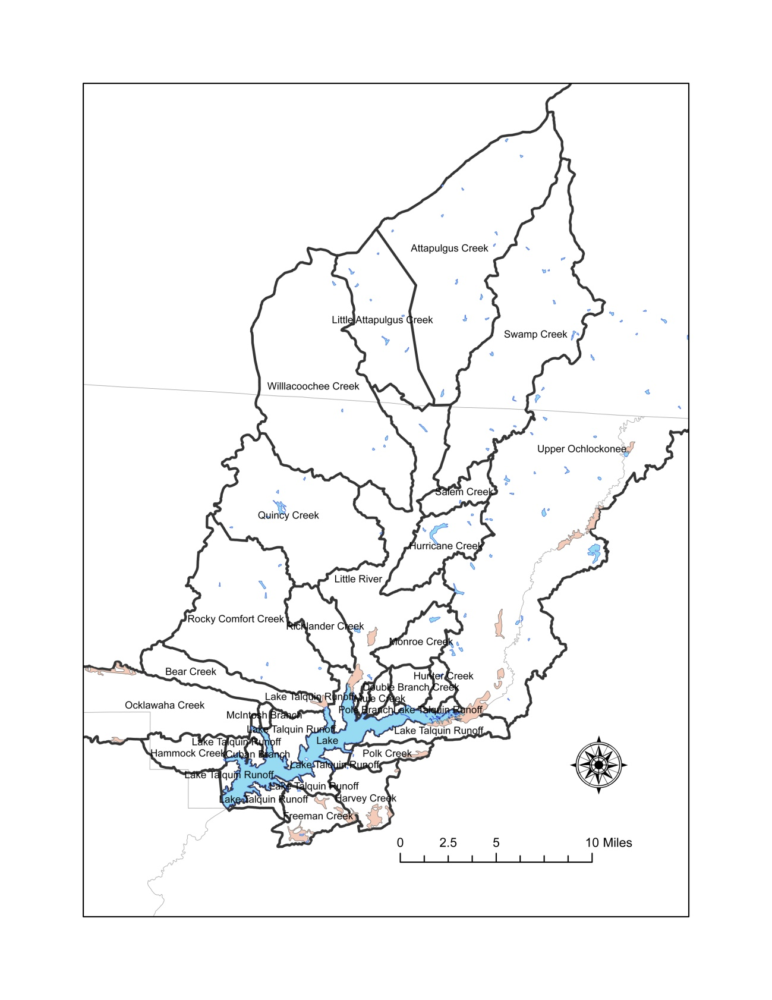 Attapulgus Creek
Little Attapulgus Creek
Swamp Creek
Willlacoochee Creek
Upper Ochlockonee
Salem Creek
Quincy Creek
Hurricane Creek
Little River
Rocky Comfort Creek
Richlander Creek
Monroe Creek
Bear Creek
Hunter Creek
Double Branch Creek
Lake Talquin Runoff
Mule Creek
Ocklawaha Creek
Pole Branch
Lake Talquin Runoff
McIntosh Branch
Lake Talquin Runoff
Lake Talquin Runoff
Lake
Lake Talquin Runoff
Hammock Creek
Cuban Branch
Polk Creek
Lake Talquin Runoff
Lake Talquin Runoff
Lake Talquin Runoff
Lake Talquin Runoff
Harvey Creek
Freeman Creek
0 2.5 5 10 Miles